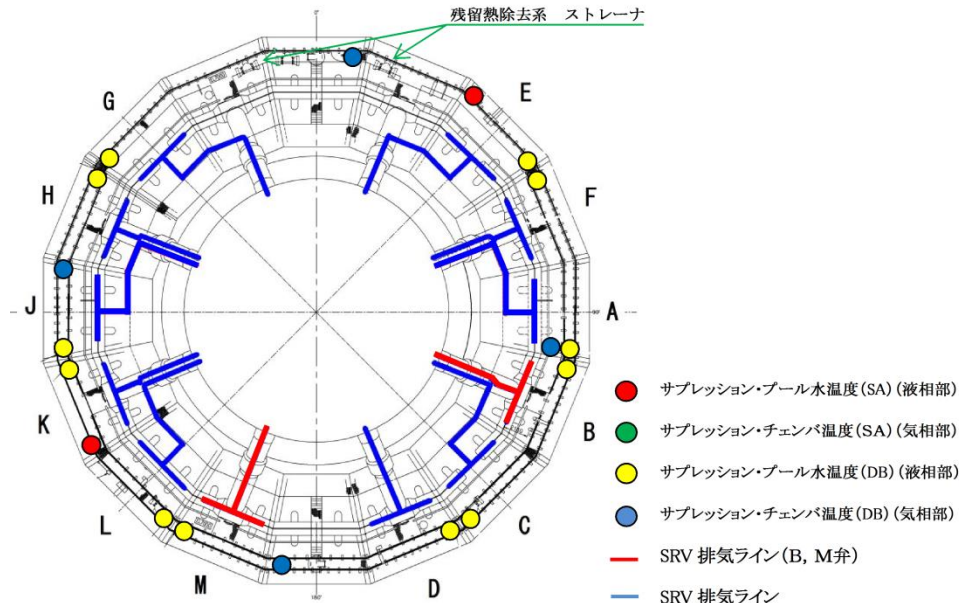 残留熱除去系　ストレーナ
0°
G
E
H
F
J
A
90°
K
B
L
C
M
D
180°
サプレッション・プール水温度(SA)(液相部)
サプレッション・チェンバ温度(SA)(気相部)
サプレッション・プール水温度(DB)(液相部)
サプレッション・チェンバ温度(DB)(気相部)
SRV 排気ライン(B, M弁)
SRV 排気ライン